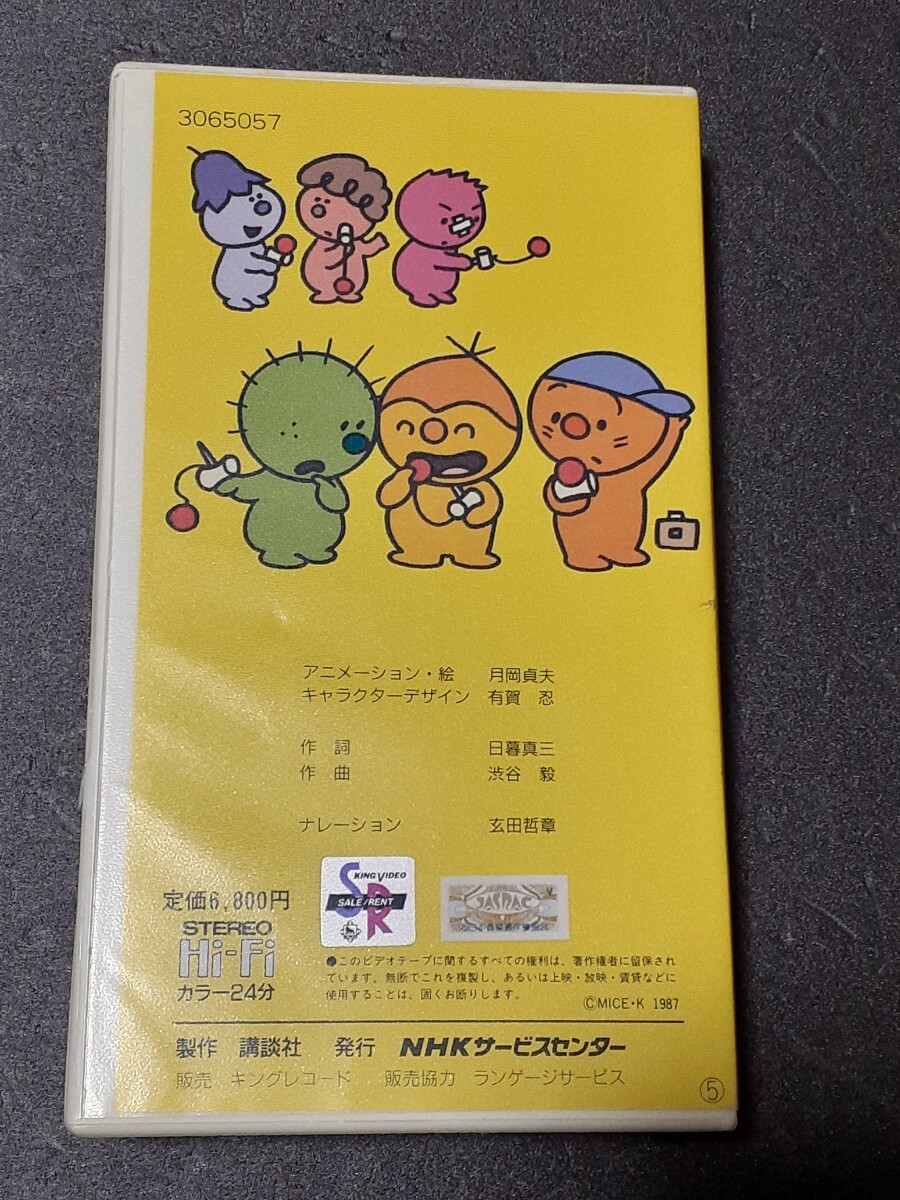 3065057
アニメーション・絵 月岡貞夫
キャラクターデザイン 有賀 忍
作 詞 日暮真三
作 曲 渋谷 毅
ナレーション 玄田哲章
定価6,800円
STEREO
Hi-Fi
カラー24分
KING VIDEO
SALE/RENT
SR
JASRAC
●このビデオテープに関するすべての権利は、著作権者に留保され
ています。無断でこれを複製し、あるいは上映・放映・賃貸などに
使用することは、固くお断りします。
ⒸMICE・K 1987
製作 講談社 発行 NHKサービスセンター
販売 キングレコード 販売協力 ランゲージサービス
⑤